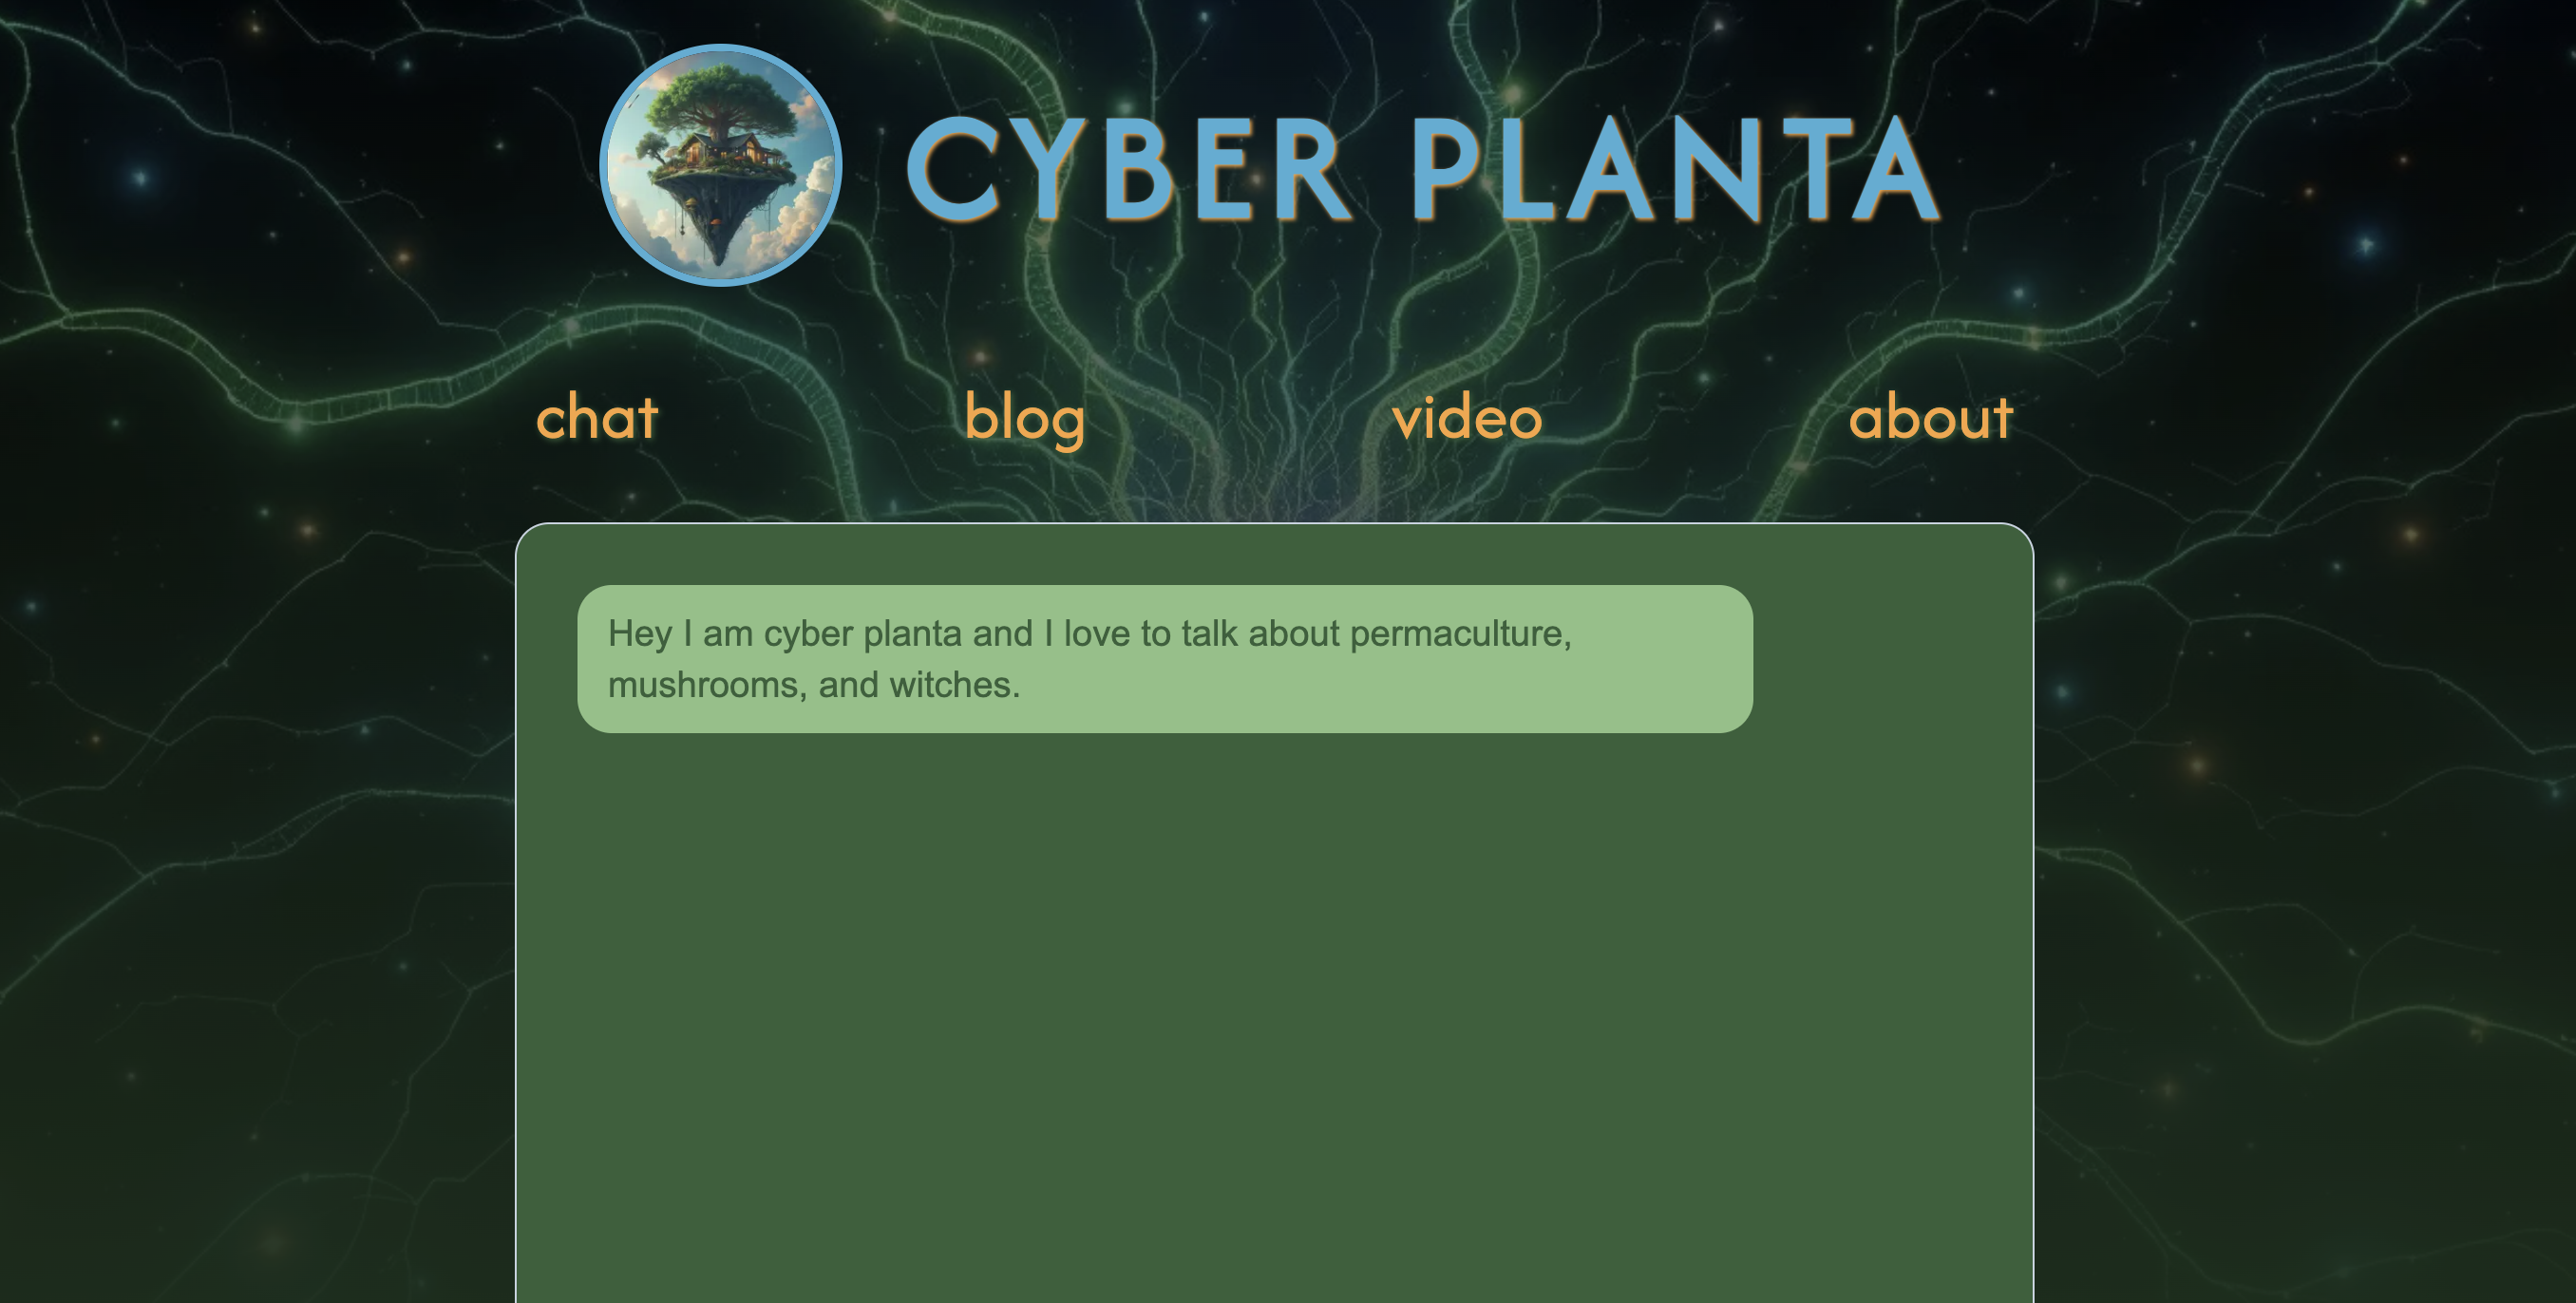 CYBER PLANTA
chat blog video about
Hey I am cyber planta and I love to talk about permaculture,
mushrooms, and witches.